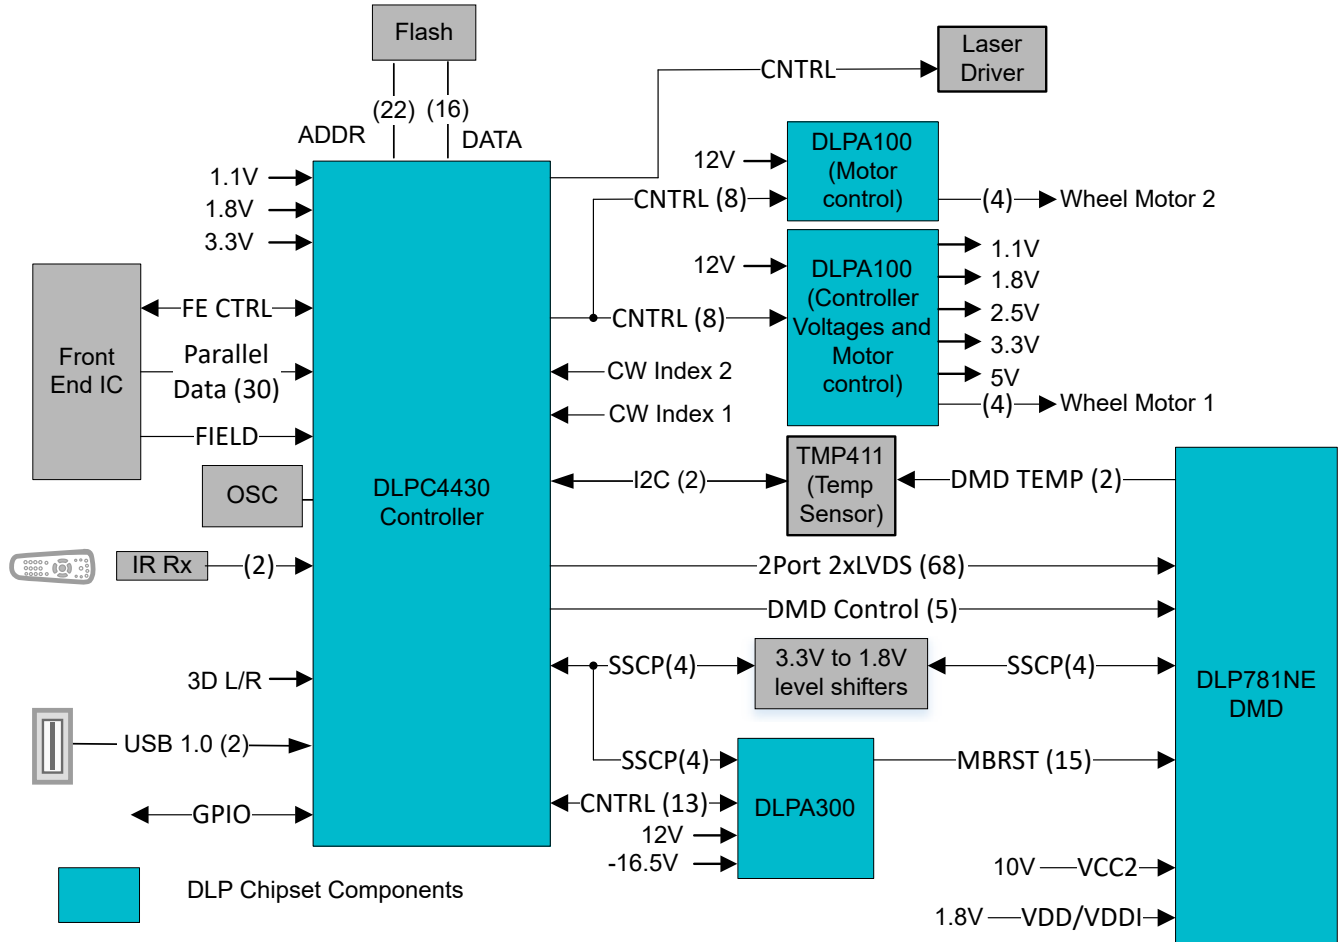 Flash
(22) (16)
ADDR
DATA
CNTRL
Laser
Driver
1.1V
1.8V
3.3V
12V
CNTRL (8)
DLPA100
(Motor
control)
(4)
Wheel Motor 2
12V
CNTRL (8)
DLPA100
(Controller
Voltages and
Motor
control)
1.1V
1.8V
2.5V
3.3V
5V
(4)
Wheel Motor 1
Front
End IC
FE CTRL
Parallel
Data (30)
FIELD
CW Index 2
CW Index 1
OSC
DLPC4430
Controller
I2C (2)
TMP411
(Temp
Sensor)
DMD TEMP (2)
IR Rx
(2)
2Port 2xLVDS (68)
DMD Control (5)
3D L/R
SSCP(4)
3.3V to 1.8V
level shifters
SSCP(4)
DLP781NE
DMD
USB 1.0 (2)
SSCP(4)
MBRST (15)
GPIO
CNTRL (13)
DLPA300
12V
-16.5V
10V
VCC2
1.8V
VDD/VDDI
DLP Chipset Components